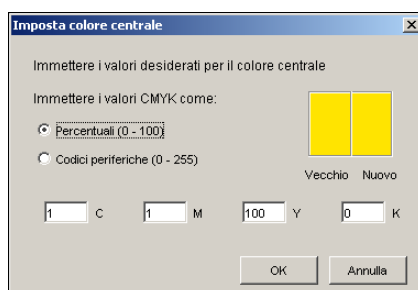 Imposta colore centrale
Immettere i valori desiderati per il colore centrale
Immettere i valori CMYK come:
Percentuali (0 - 100)
Codici periferiche (0 - 255)
Vecchio Nuovo
1 C 1 M 100 Y 0 K
OK Annulla